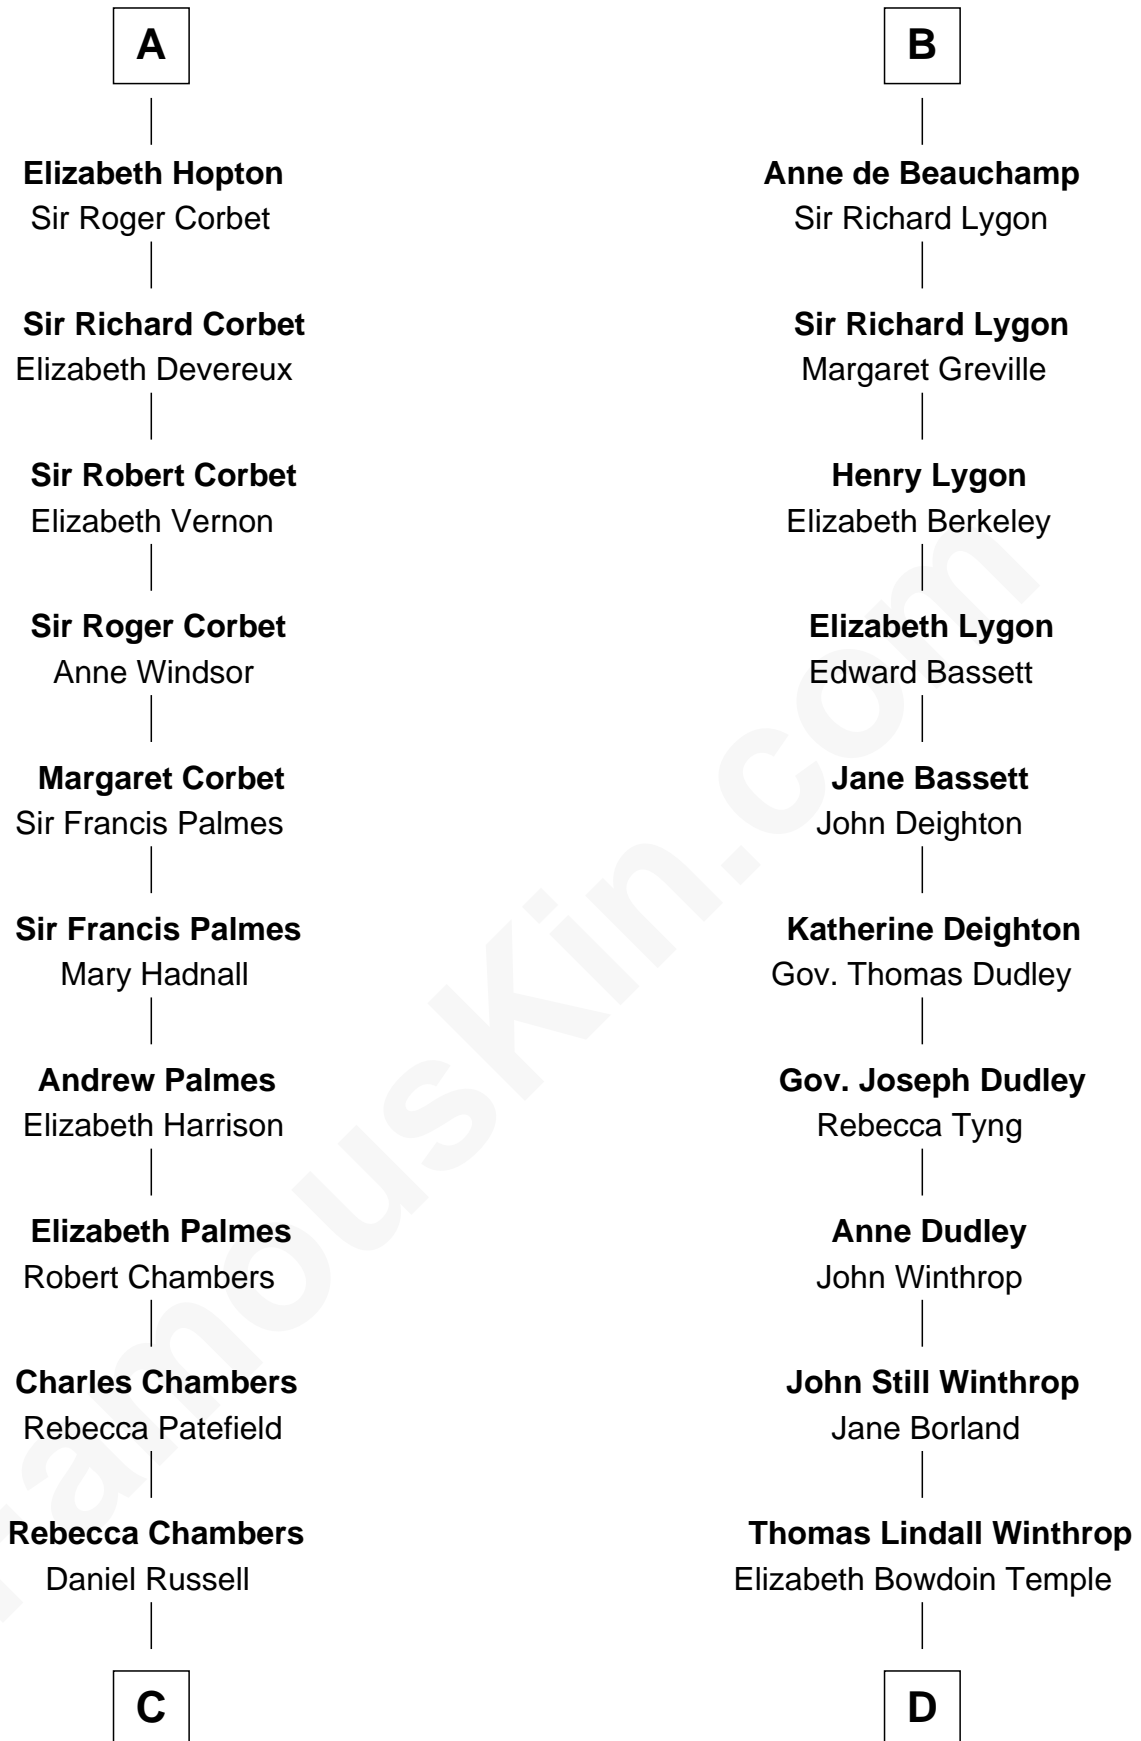 A
Elizabeth Hopton
Sir Roger Corbet
Sir Richard Corbet
Elizabeth Devereux
Sir Robert Corbet
Elizabeth Vernon
Sir Roger Corbet
Anne Windsor
Margaret Corbet
Sir Francis Palmes
Sir Francis Palmes
Mary Hadnall
Andrew Palmes
Elizabeth Harrison
Elizabeth Palmes
Robert Chambers
Charles Chambers
Rebecca Patefield
Rebecca Chambers
Daniel Russell
C
B
Anne de Beauchamp
Sir Richard Lygon
Sir Richard Lygon
Margaret Greville
Henry Lygon
Elizabeth Berkeley
Elizabeth Lygon
Edward Bassett
Jane Bassett
John Deighton
Katherine Deighton
Gov. Thomas Dudley
Gov. Joseph Dudley
Rebecca Tyng
Anne Dudley
John Winthrop
John Still Winthrop
Jane Borland
Thomas Lindall Winthrop
Elizabeth Bowdoin Temple
D
FamousKin.com